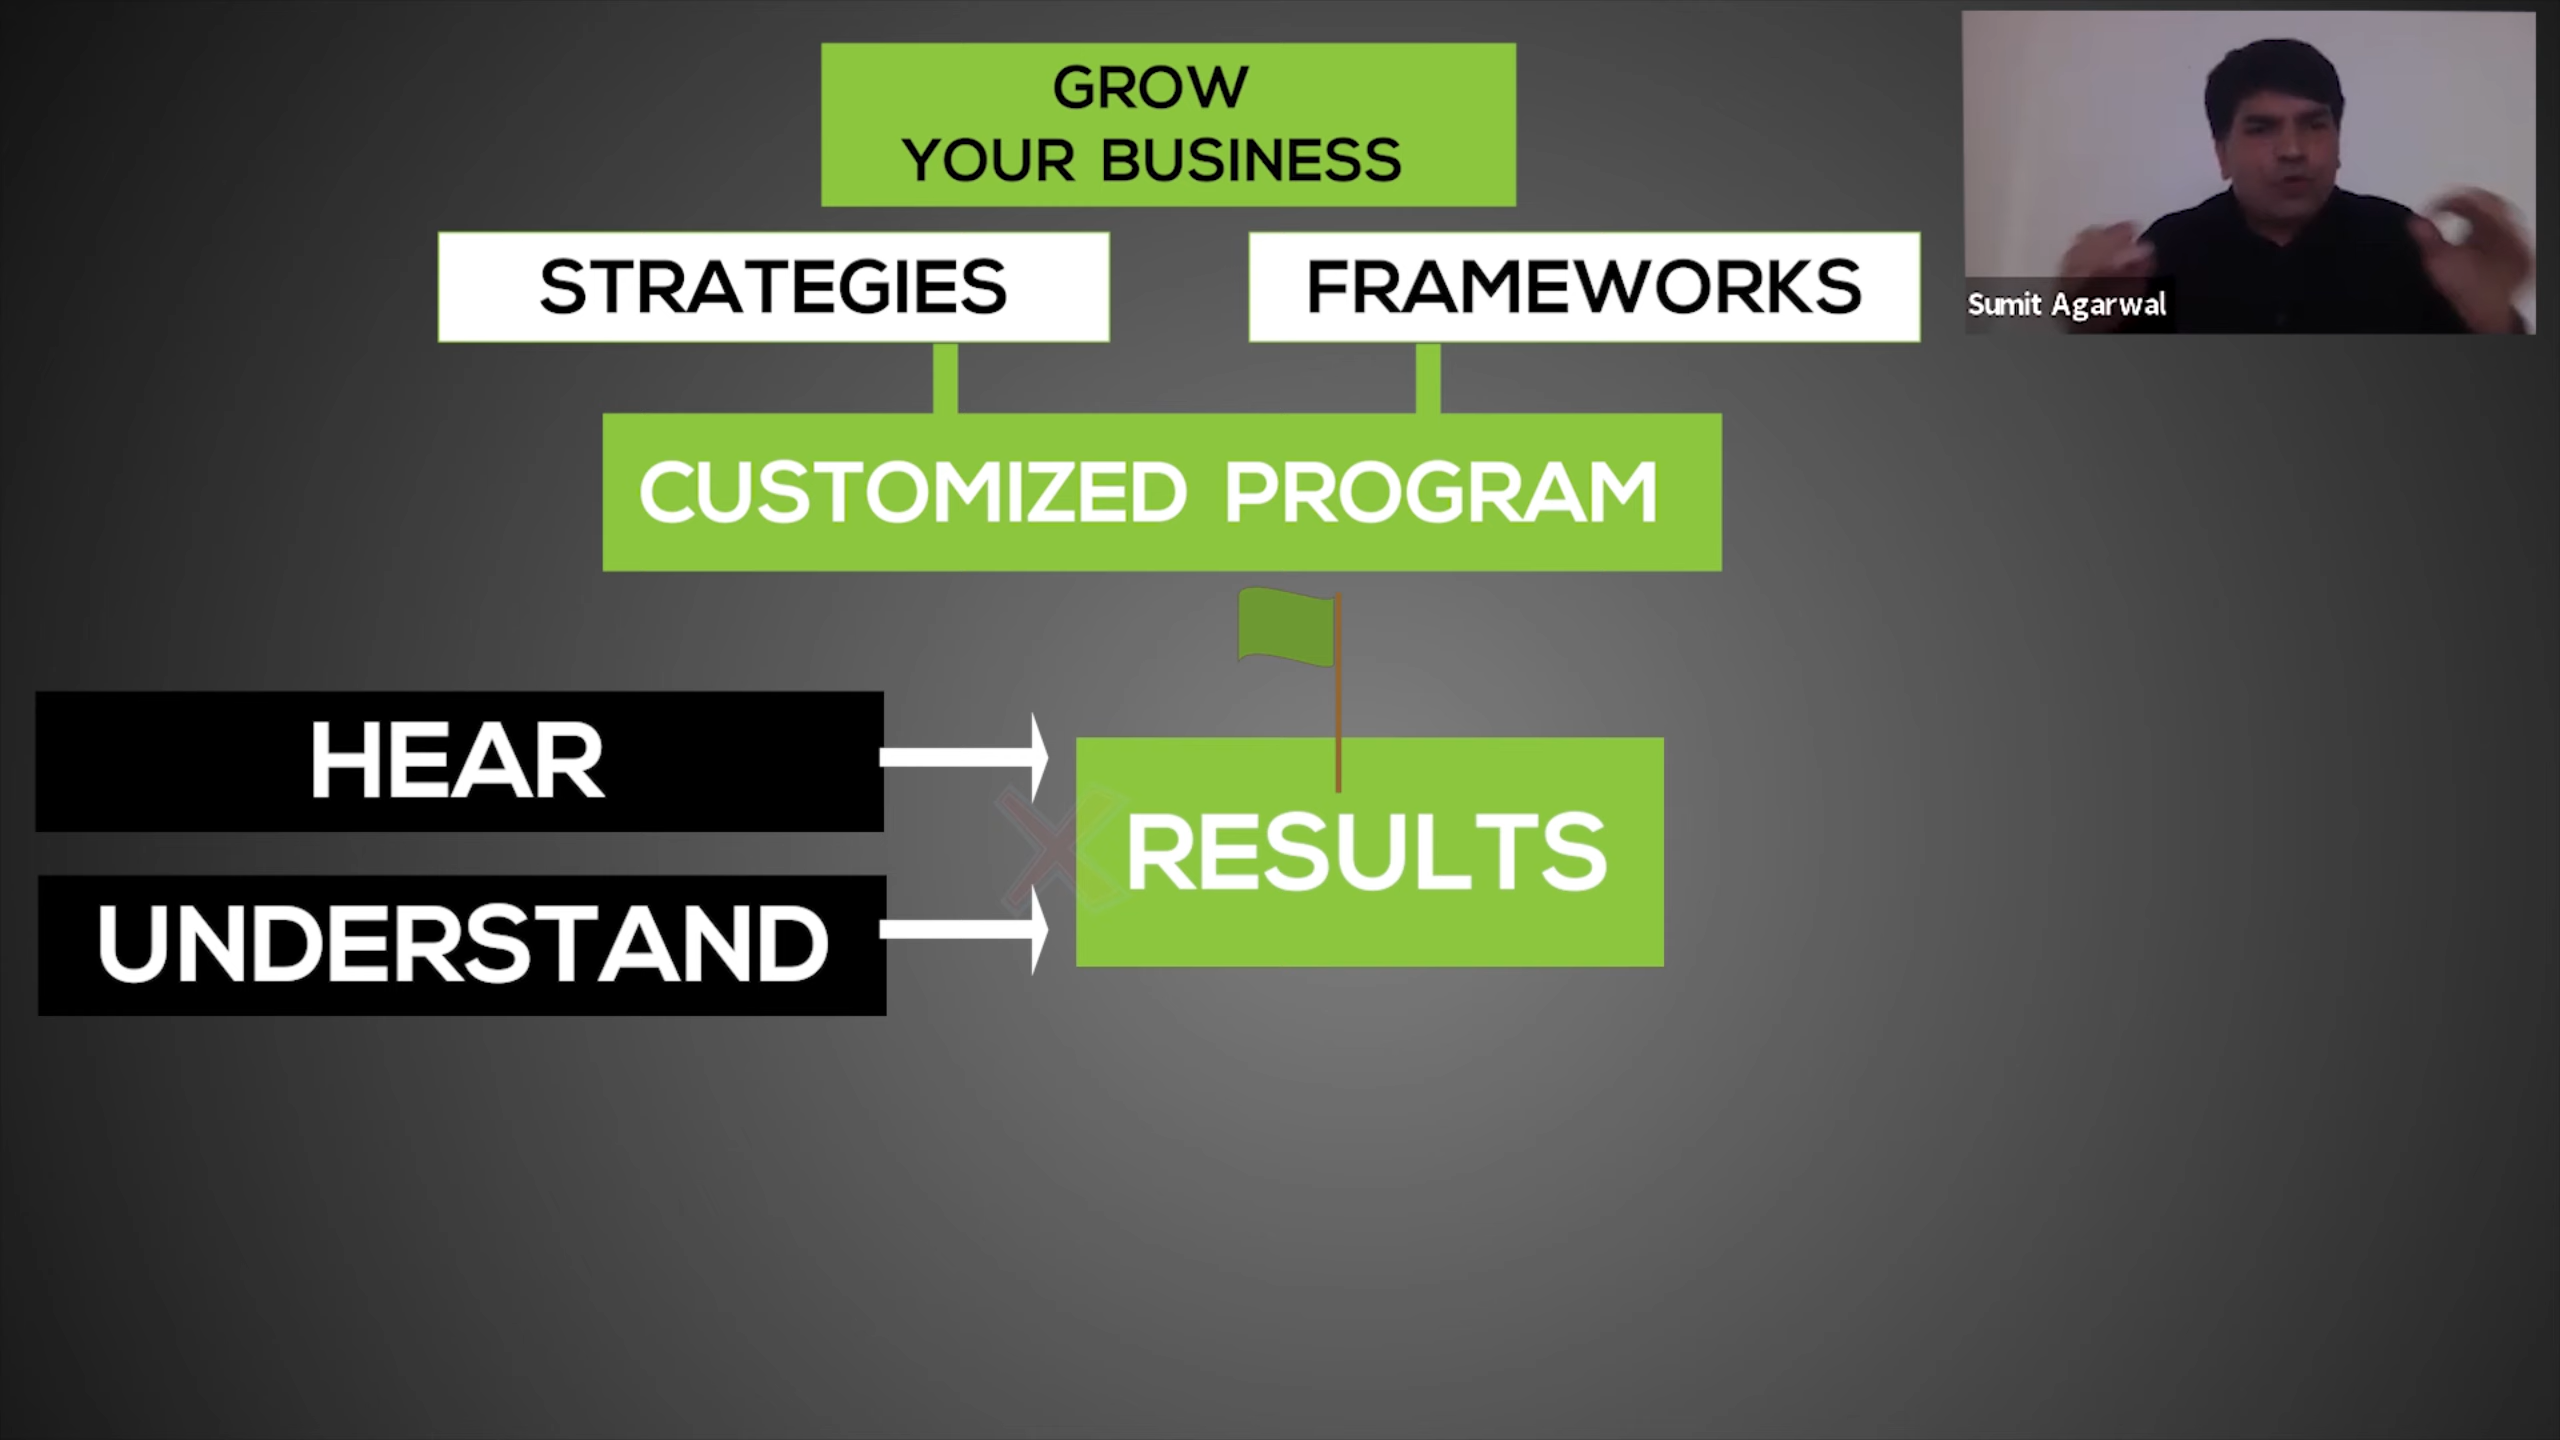 GROW
YOUR BUSINESS
STRATEGIES
FRAMEWORKS
Sumit Agarwal
CUSTOMIZED PROGRAM
HEAR
RESULTS
UNDERSTAND